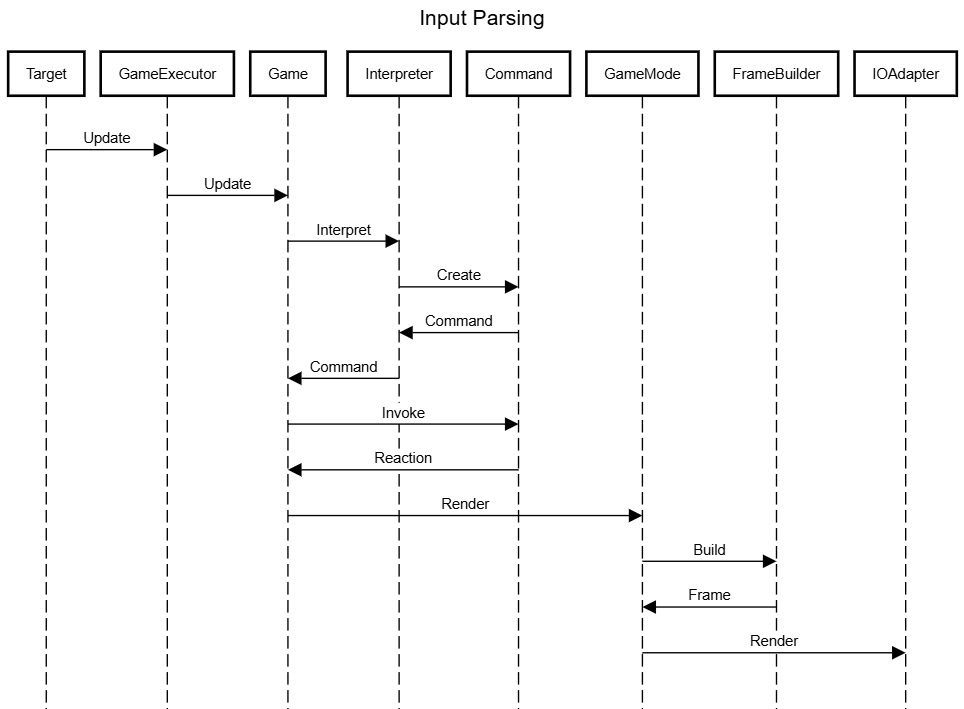 Input Parsing
Target GameExecutor Game Interpreter Command GameMode FrameBuilder IOAdapter
Update
Update
Interpret
Create
Command
Command
Invoke
Reaction
Render
Build
Frame
Render